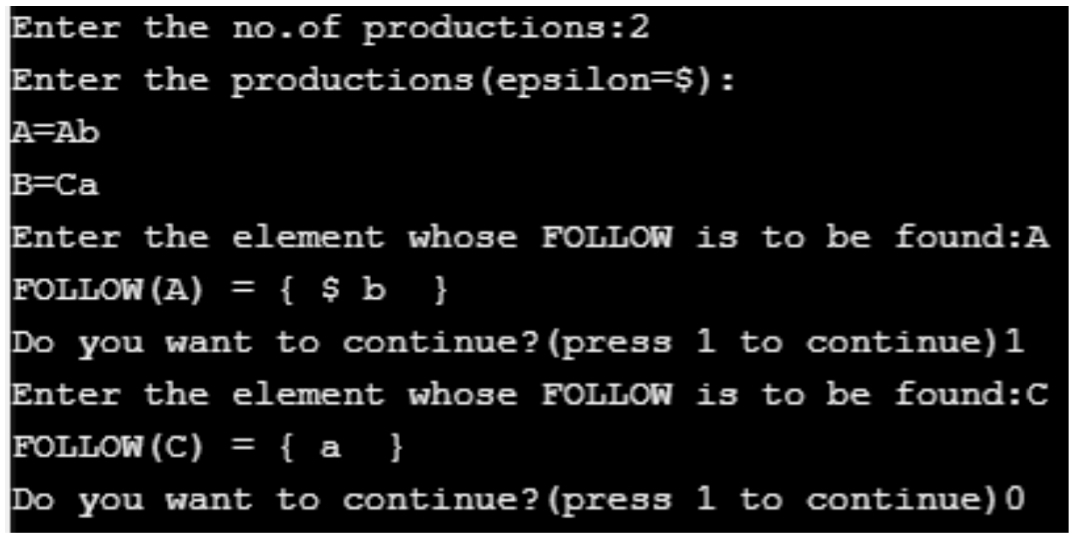 Enter the no.of productions:2
Enter the productions(epsilon=$):
A=Ab
B=Ca
Enter the element whose FOLLOW is to be found:A
FOLLOW(A) = { $ b  }
Do you want to continue?(press 1 to continue)1
Enter the element whose FOLLOW is to be found:C
FOLLOW(C) = { a  }
Do you want to continue?(press 1 to continue)0